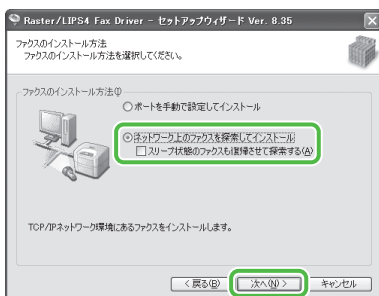 Raster/LIPS4 Fax Driver - セットアップウィザード Ver. 8.35
ファクスのインストール方法
ファクスのインストール方法を選択してください。
ファクスのインストール方法(I)
ポートを手動で設定してインストール
ネットワーク上のファクスを探索してインストール
スリープ状態のファクスも復帰させて探索する(A)
TCP/IPネットワーク環境にあるファクスをインストールします。
< 戻る(B)
次へ(N) >
キャンセル